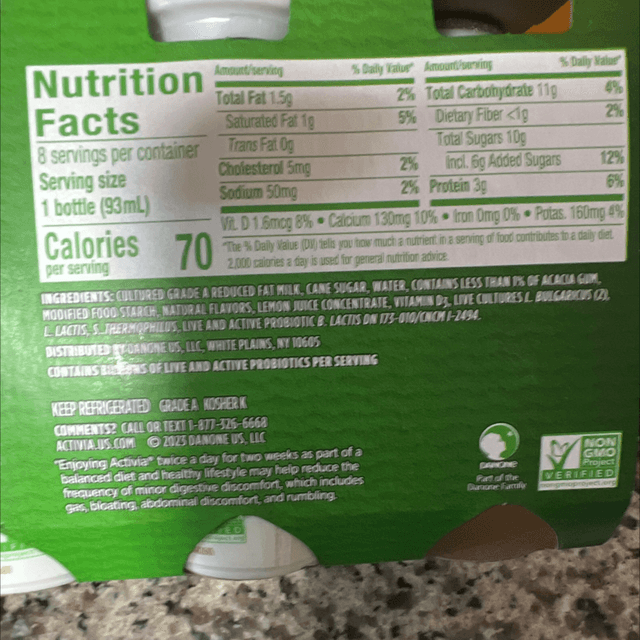 Nutrition Facts
8 servings per container
Serving size
1 bottle (93mL)
Calories 70
per serving
Amount/serving % Daily Value*
Total Fat 1.5g 2%
Saturated Fat 1g 5%
Trans Fat 0g
Cholesterol 5mg 2%
Sodium 50mg 2%
Amount/serving % Daily Value*
Total Carbohydrate 11g 4%
Dietary Fiber <1g 2%
Total Sugars 10g
Incl. 6g Added Sugars 12%
Protein 3g 6%
Vit. D 1.6mcg 8% • Calcium 130mg 10% • Iron 0mg 0% • Potas. 160mg 4%
*The % Daily Value (DV) tells you how much a nutrient in a serving of food contributes to a daily diet.
2,000 calories a day is used for general nutrition advice.
INGREDIENTS: CULTURED GRADE A REDUCED FAT MILK, CANE SUGAR, WATER, CONTAINS LESS THAN 1% OF ACACIA GUM,
MODIFIED FOOD STARCH, NATURAL FLAVORS, LEMON JUICE CONCENTRATE, VITAMIN D3, LIVE CULTURES L. BULGARICUS (2),
L. LACTIS, S. THERMOPHILUS, LIVE AND ACTIVE PROBIOTIC B. LACTIS DN 173-010/CNCM I-2494.
DISTRIBUTED BY DANONE US, LLC, WHITE PLAINS, NY 10605
CONTAINS BILLIONS OF LIVE AND ACTIVE PROBIOTICS PER SERVING
KEEP REFRIGERATED GRADE A KOSHER K
COMMENTS? CALL OR TEXT 1-877-326-6668
ACTIVIA.US.COM © 2023 DANONE US, LLC
"Enjoying Activia® twice a day for two weeks as part of a
balanced diet and healthy lifestyle may help reduce the
frequency of minor digestive discomfort, which includes
gas, bloating, abdominal discomfort, and rumbling.
DANONE
Part of the
Danone Family
NON
GMO
Project
VERIFIED
nongmoproject.org